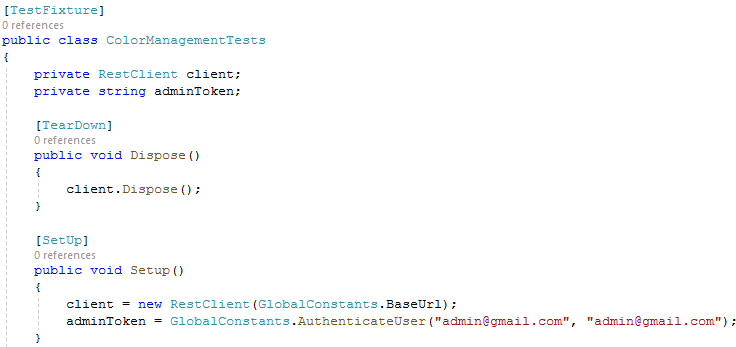 [TestFixture]
0 references
public class ColorManagementTests
{
private RestClient client;
private string adminToken;
[TearDown]
0 references
public void Dispose()
{
client.Dispose();
}
[SetUp]
0 references
public void Setup()
{
client = new RestClient(GlobalConstants.BaseUrl);
adminToken = GlobalConstants.AuthenticateUser("admin@gmail.com", "admin@gmail.com");
}